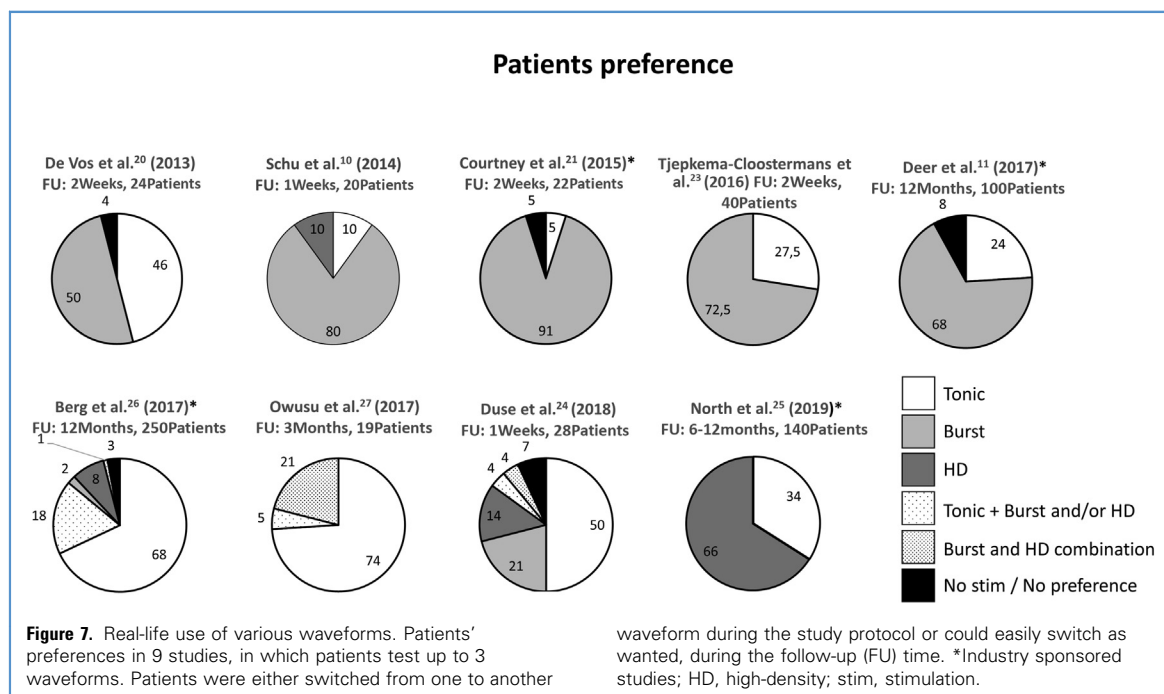 Patients preference
De Vos et al.20 (2013)
FU: 2Weeks, 24Patients
4
46
50
Schu et al.10 (2014)
FU: 1Weeks, 20Patients
10
10
80
Courtney et al.21 (2015)*
FU: 2Weeks, 22Patients
5
5
91
Tjepkema-Cloostermans et
al.23 (2016) FU: 2Weeks,
40Patients
27,5
72,5
Deer et al.11 (2017)*
FU: 12Months, 100Patients
8
24
68
Berg et al.26 (2017)*
FU: 12Months, 250Patients
1
3
2
8
18
68
Owusu et al.27 (2017)
FU: 3Months, 19Patients
21
5
74
Duse et al.24 (2018)
FU: 1Weeks, 28Patients
7
4
4
14
50
21
North et al.25 (2019)*
FU: 6-12months, 140Patients
34
66
Tonic
Burst
HD
Tonic + Burst and/or HD
Burst and HD combination
No stim / No preference
Figure 7. Real-life use of various waveforms. Patients'
preferences in 9 studies, in which patients test up to 3
waveforms. Patients were either switched from one to another
waveform during the study protocol or could easily switch as
wanted, during the follow-up (FU) time. *Industry sponsored
studies; HD, high-density; stim, stimulation.